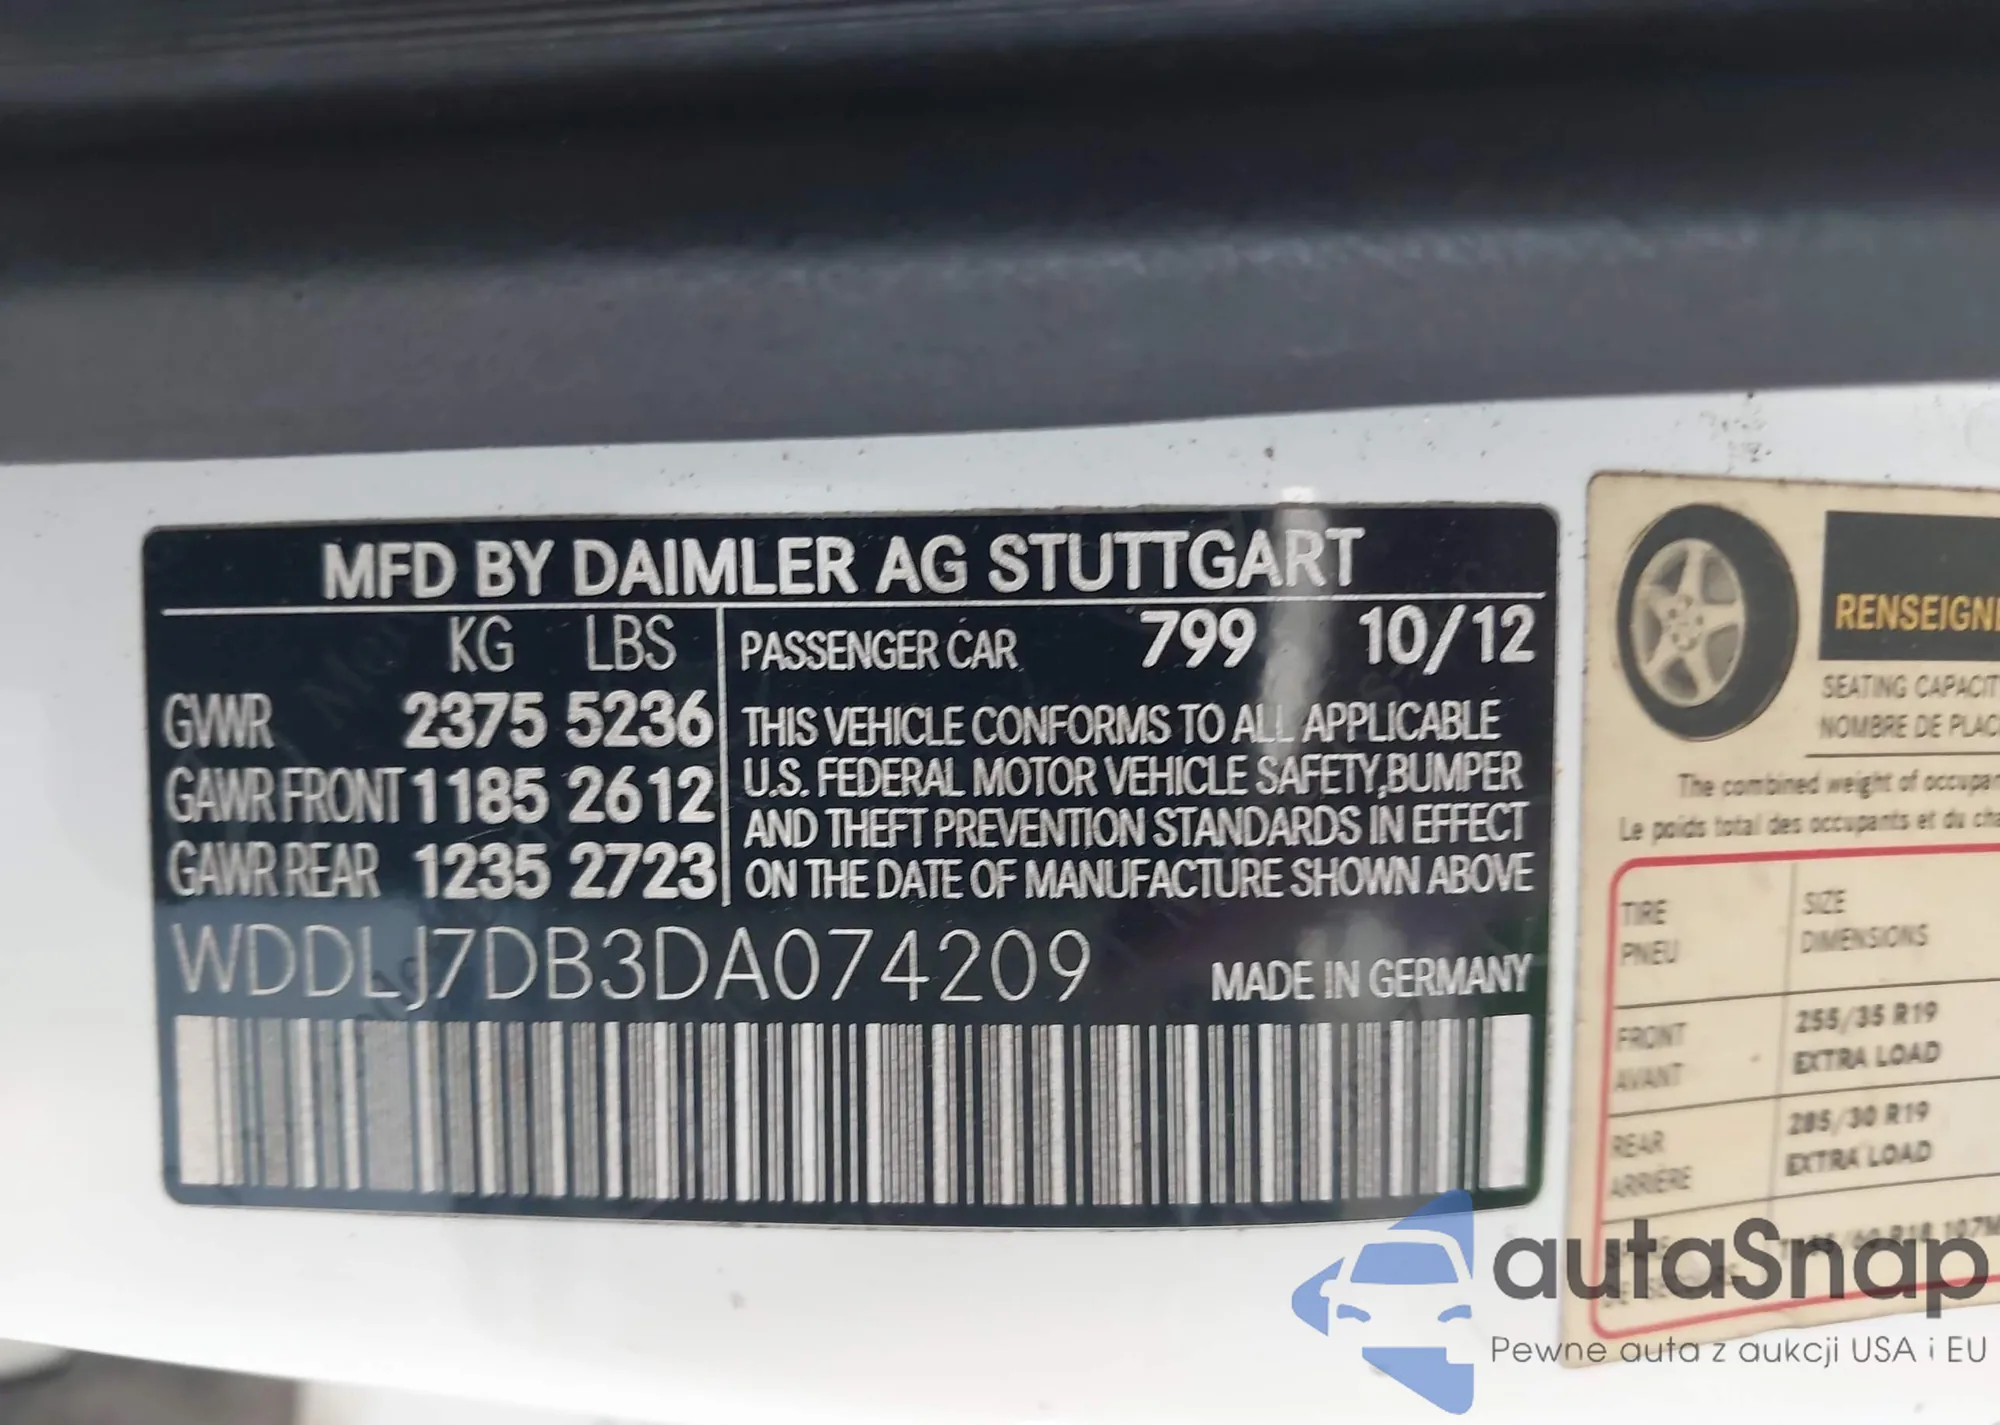 MFD BY DAIMLER AG STUTTGART
KG LBS
PASSENGER CAR 799 10/12
GVWR 2375 5236
GAWR FRONT 1185 2612
GAWR REAR 1235 2723
THIS VEHICLE CONFORMS TO ALL APPLICABLE
U.S. FEDERAL MOTOR VEHICLE SAFETY,BUMPER
AND THEFT PREVENTION STANDARDS IN EFFECT
ON THE DATE OF MANUFACTURE SHOWN ABOVE
WDDLJ7DB3DA074209
MADE IN GERMANY
RENSEIGNE
SEATING CAPACIT
NOMBRE DE PLAC
The combined weight of occupan
Le poids total des occupants et du cha
TIRE
PNEU
SIZE
DIMENSIONS
FRONT
AVANT
255/35 R19
EXTRA LOAD
REAR
ARRIÈRE
285/30 R19
EXTRA LOAD
autaSnap
Pewne auta z aukcji USA i EU